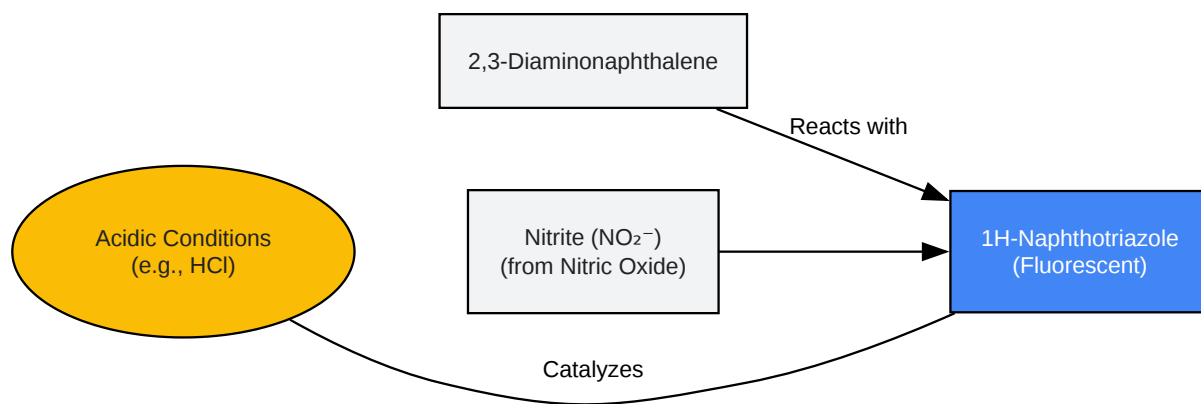 2,3-Diaminonaphthalene
Reacts with
Acidic Conditions
(e.g., HCl)
Nitrite (NO₂⁻)
(from Nitric Oxide)
1H-Naphthotriazole
(Fluorescent)
Catalyzes